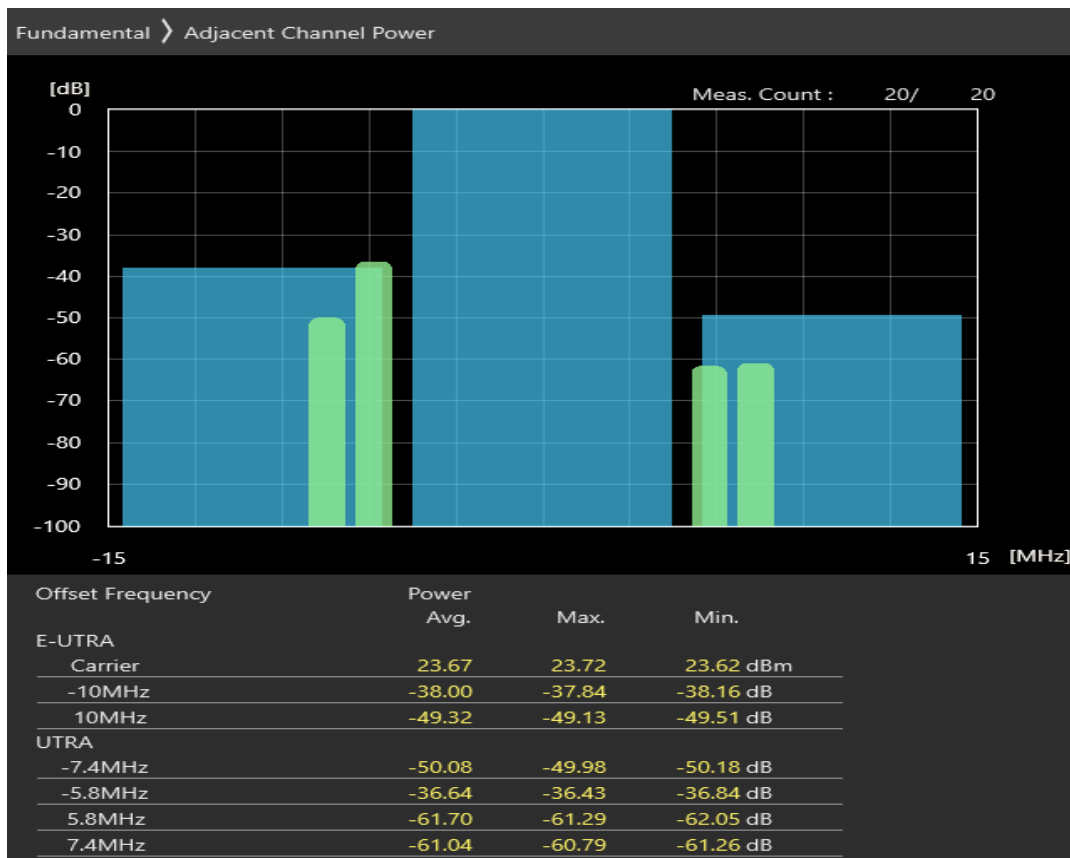 Fundamental 〉 Adjacent Channel Power
[dB]
Meas. Count : 20/ 20
0
-10
-20
-30
-40
-50
-60
-70
-80
-90
-100
-15 15 [MHz]
Offset Frequency Power
Avg. Max. Min.
E-UTRA
Carrier 23.67 23.72 23.62 dBm
-10MHz -38.00 -37.84 -38.16 dB
10MHz -49.32 -49.13 -49.51 dB
UTRA
-7.4MHz -50.08 -49.98 -50.18 dB
-5.8MHz -36.64 -36.43 -36.84 dB
5.8MHz -61.70 -61.29 -62.05 dB
7.4MHz -61.04 -60.79 -61.26 dB